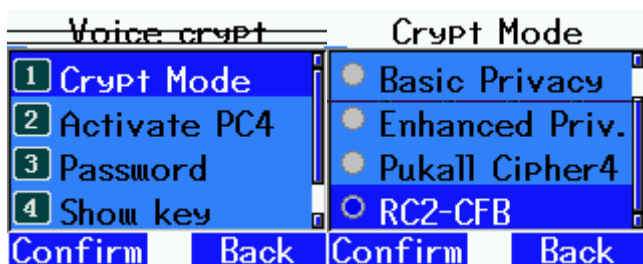 Voice crypt
1 Crypt Mode
2 Activate PC4
3 Password
4 Show key
Confirm Back
Crypt Mode
Basic Privacy
Enhanced Priv.
Pukall Cipher4
RC2-CFB
Confirm Back